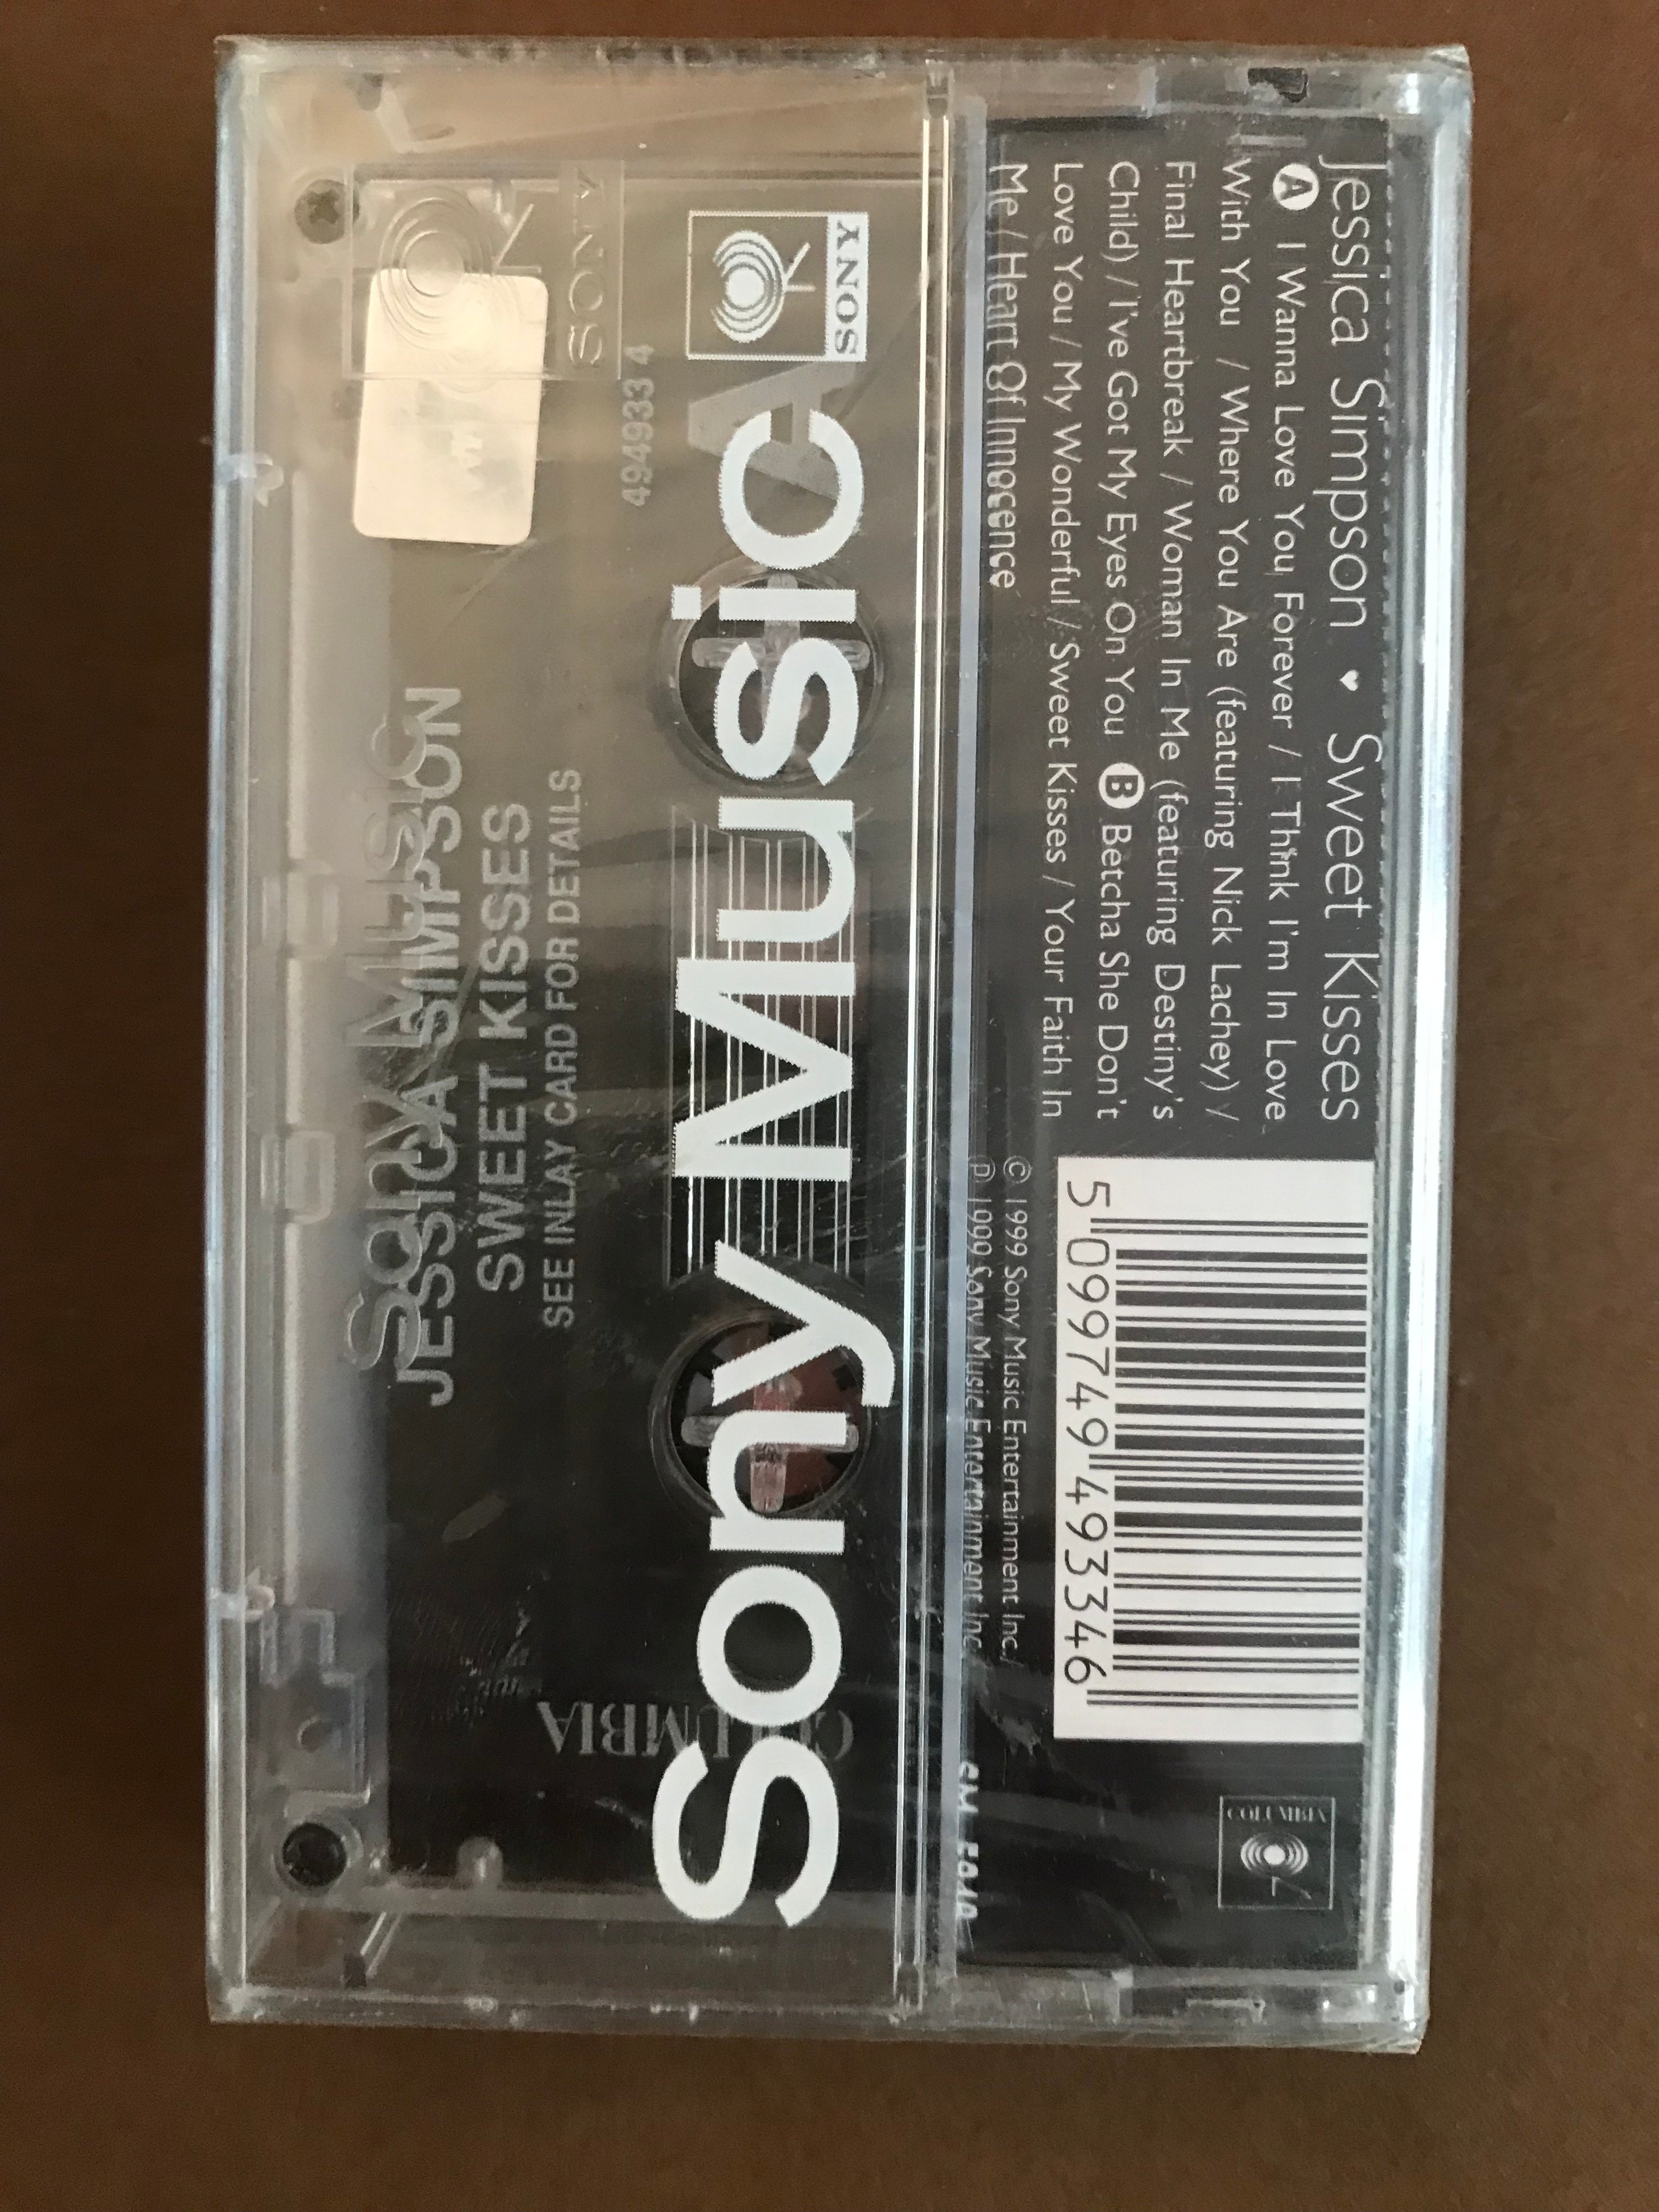 Jessica Simpson ♥ Sweet Kisses
A I Wanna Love You Forever / I Think I'm In Love
With You / Where You Are (featuring Nick Lachey) /
Final Heartbreak / Woman In Me (featuring Destiny's
Child) / I've Got My Eyes On You B Betcha She Don't
Love You / My Wonderful / Sweet Kisses / Your Faith In
Me / Heart Of Innocence
© 1999 Sony Music Entertainment Inc./
℗ 1999 Sony Music Entertainment Inc.
5 099749 493346
COLUMBIA
SONY
Sony Music
A
494933 4
COLUMBIA
JESSICA SIMPSON
SWEET KISSES
SEE INLAY CARD FOR DETAILS
SONY
Sony Music